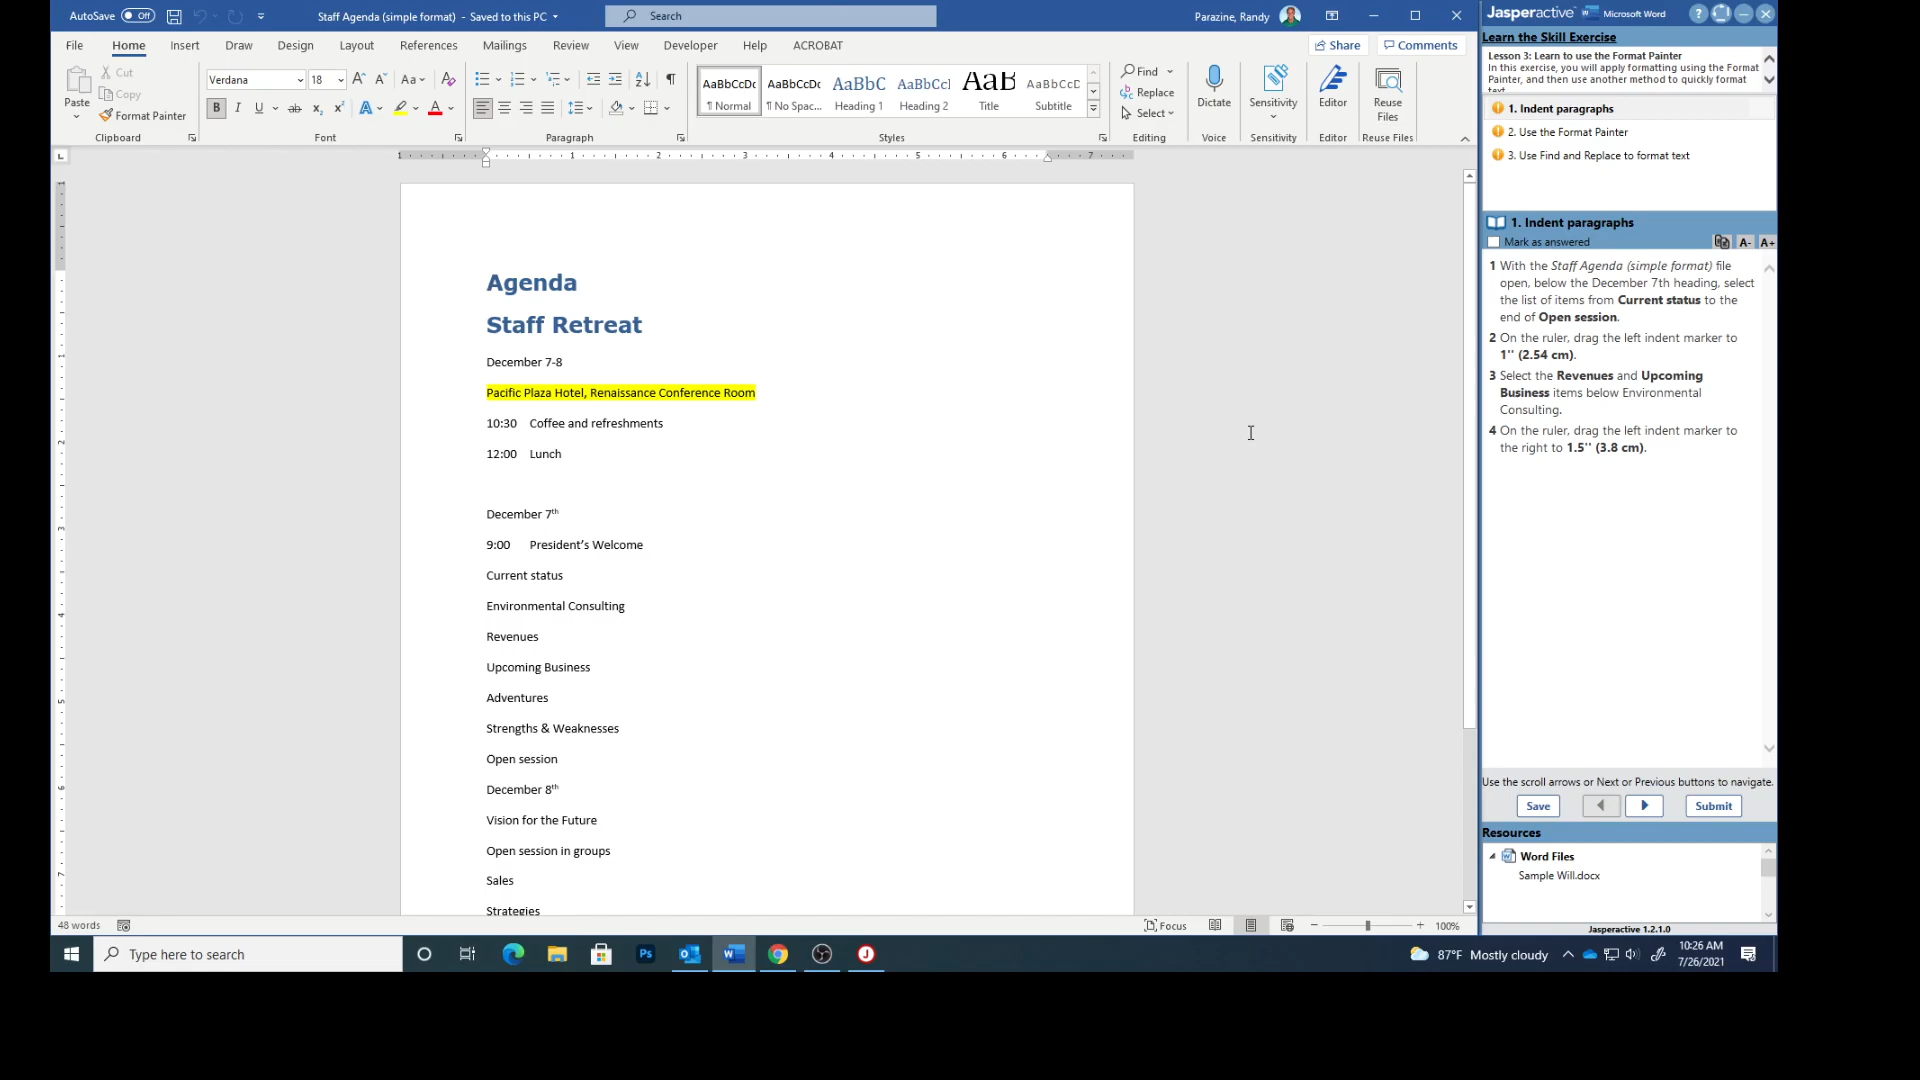 AutoSave Off
Staff Agenda (simple format) - Saved to this PC
Search
Parazine, Randy
File Home Insert Draw Design Layout References Mailings Review View Developer Help ACROBAT
Share Comments
Paste
Cut
Copy
Format Painter
Clipboard
Verdana 18
Font
Paragraph
AaBbCcDc AaBbCcDc AaBbC AaBbCcI AaB AaBbCcD
¶ Normal ¶ No Spac... Heading 1 Heading 2 Title Subtitle
Styles
Find
Replace
Select
Editing
Dictate
Voice
Sensitivity
Sensitivity
Editor
Editor
Reuse
Files
Reuse Files
1 1 2 3 4 5 6 7
Agenda
Staff Retreat
December 7-8
Pacific Plaza Hotel, Renaissance Conference Room
10:30 Coffee and refreshments
12:00 Lunch
December 7th
9:00 President’s Welcome
Current status
Environmental Consulting
Revenues
Upcoming Business
Adventures
Strengths & Weaknesses
Open session
December 8th
Vision for the Future
Open session in groups
Sales
Strategies
48 words
Focus
100%
Jasperactive Microsoft Word
Learn the Skill Exercise
Lesson 3: Learn to use the Format Painter
In this exercise, you will apply formatting using the Format
Painter, and then use another method to quickly format
text.
1. Indent paragraphs
2. Use the Format Painter
3. Use Find and Replace to format text
1. Indent paragraphs
Mark as answered
A- A+
1 With the Staff Agenda (simple format) file
open, below the December 7th heading, select
the list of items from Current status to the
end of Open session.
2 On the ruler, drag the left indent marker to
1'' (2.54 cm).
3 Select the Revenues and Upcoming
Business items below Environmental
Consulting.
4 On the ruler, drag the left indent marker to
the right to 1.5'' (3.8 cm).
Use the scroll arrows or Next or Previous buttons to navigate.
Save Submit
Resources
Word Files
Sample Will.docx
Jasperactive 1.2.1.0
Type here to search
87°F Mostly cloudy
10:26 AM
7/26/2021